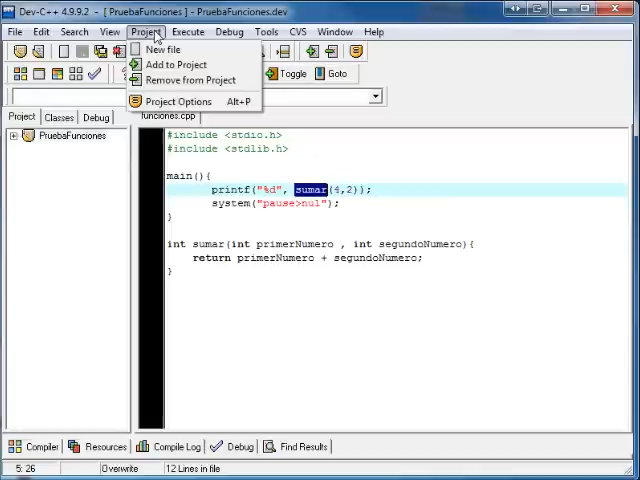 Dev-C++ 4.9.9.2 - [ PruebaFunciones ] - PruebaFunciones.dev
File Edit Search View Project Execute Debug Tools CVS Window Help
New file
Add to Project
Remove from Project
Project Options Alt+P
Toggle Goto
Project Classes Debug
funciones.cpp
PruebaFunciones
#include <stdio.h>
#include <stdlib.h>
main(){
printf("%d", sumar(4,2));
system("pause>nul");
}
int sumar(int primerNumero , int segundoNumero){
return primerNumero + segundoNumero;
}
Compiler Resources Compile Log Debug Find Results
5: 26 Overwrite 12 Lines in file